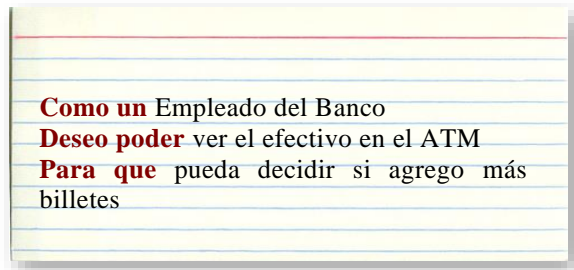 Como un Empleado del Banco
Deseo poder ver el efectivo en el ATM
Para que pueda decidir si agrego más
billetes